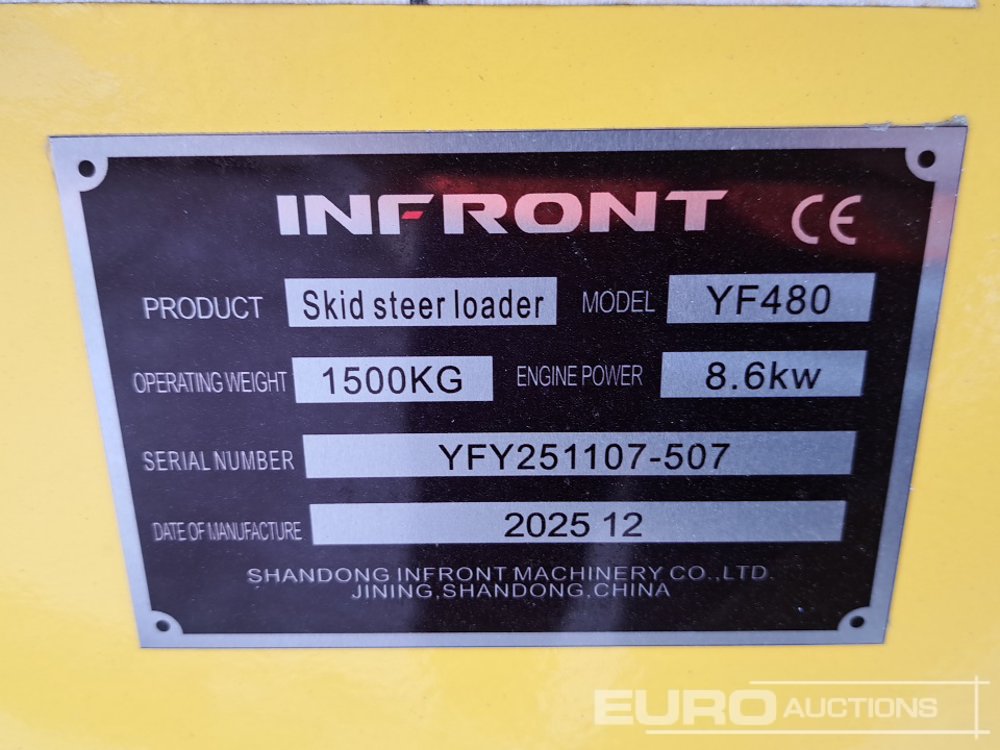 INFRONT CE
PRODUCT Skid steer loader MODEL YF480
OPERATING WEIGHT 1500KG ENGINE POWER 8.6kw
SERIAL NUMBER YFY251107-507
DATE OF MANUFACTURE 2025 12
SHANDONG INFRONT MACHINERY CO.,LTD.
JINING,SHANDONG,CHINA
EURO AUCTIONS